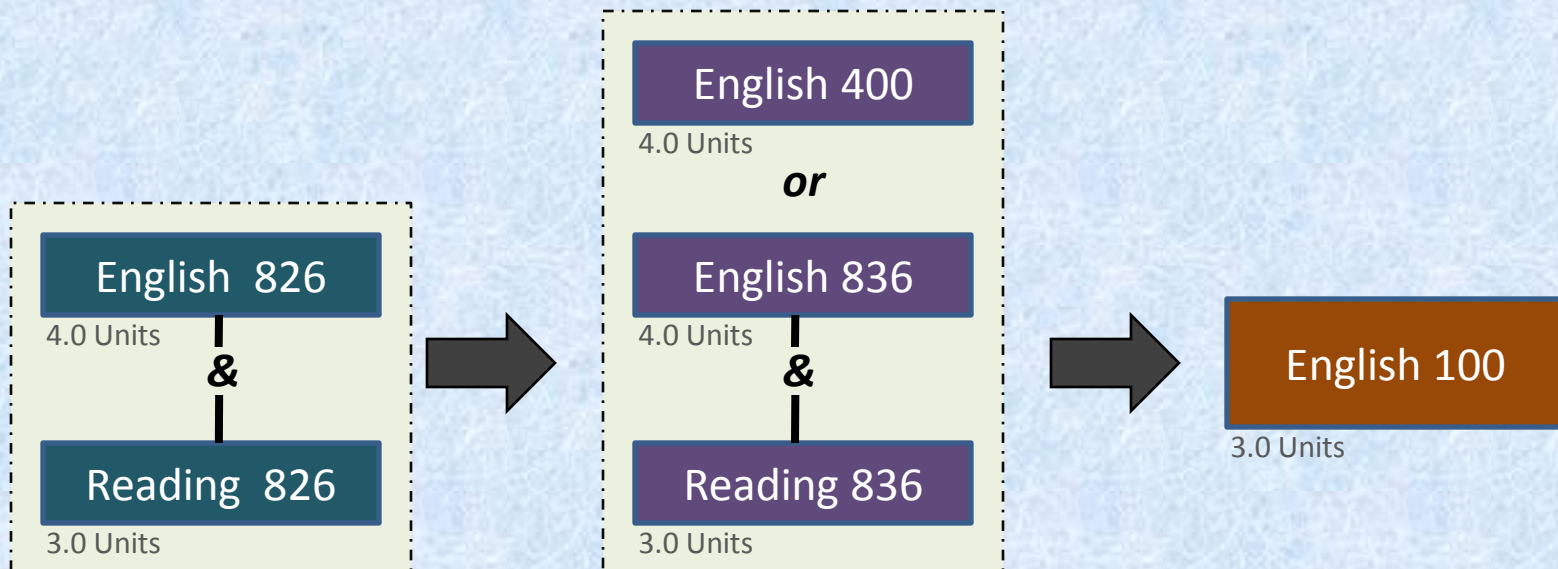 English 826
4.0 Units
&
Reading 826
3.0 Units
English 400
4.0 Units
or
English 836
4.0 Units
&
Reading 836
3.0 Units
English 100
3.0 Units